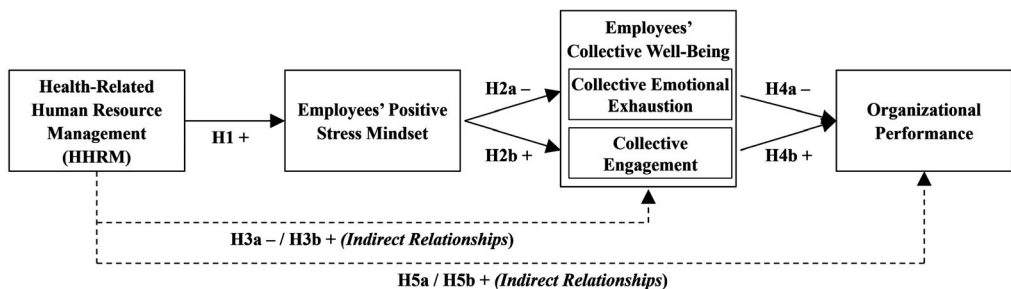 Health-Related
Human Resource
Management
(HHRM)
H1 +
Employees' Positive
Stress Mindset
H2a –
H2b +
Employees'
Collective Well-Being
Collective Emotional
Exhaustion
Collective
Engagement
H4a –
H4b +
Organizational
Performance
H3a – / H3b + (Indirect Relationships)
H5a / H5b + (Indirect Relationships)